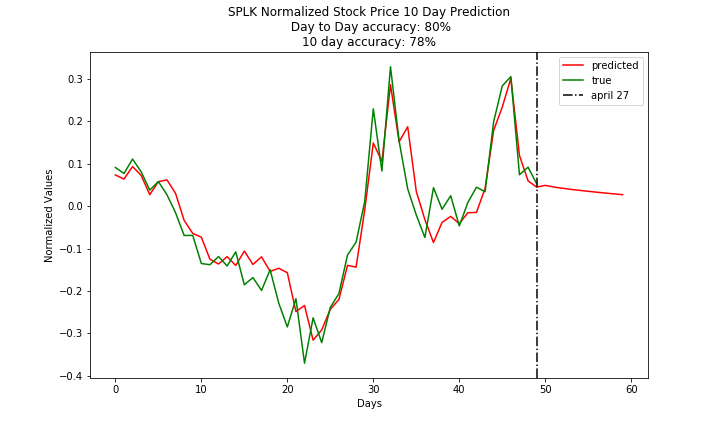 SPLK Normalized Stock Price 10 Day Prediction
Day to Day accuracy: 80%
10 day accuracy: 78%
predicted
true
april 27
Normalized Values
0.3
0.2
0.1
0.0
−0.1
−0.2
−0.3
−0.4
0 10 20 30 40 50 60
Days